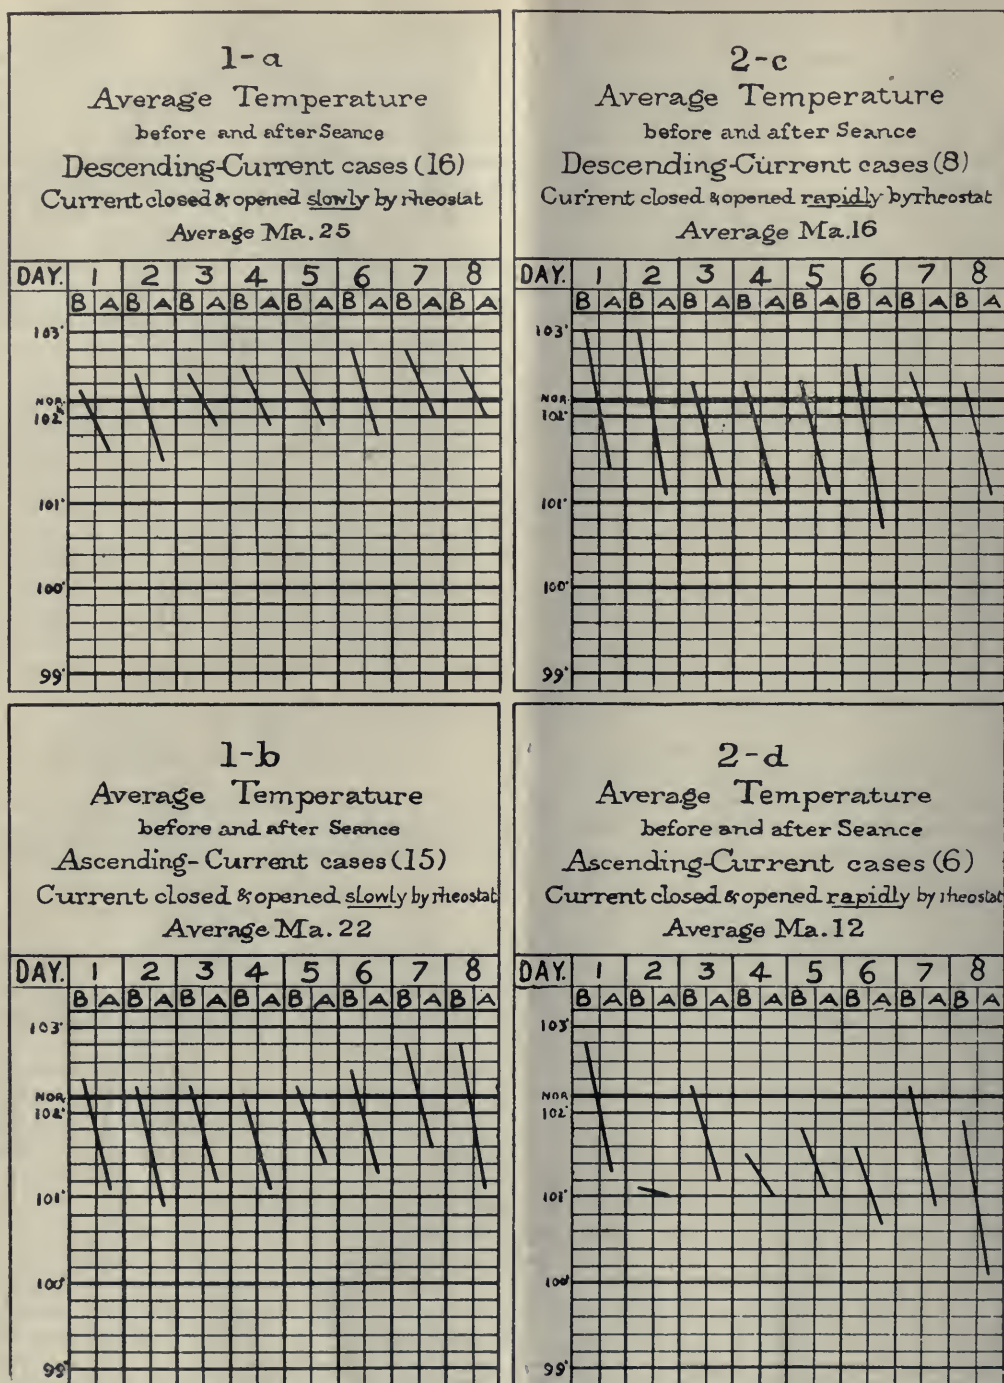 1-a
Average Temperature
before and after Seance
Descending-Current cases (16)
Current closed & opened slowly by rheostat
Average Ma. 25
DAY. 1 2 3 4 5 6 7 8
B A B A B A B A B A B A B A B A
103°
NOR.
102°
101°
100°
99°
2-c
Average Temperature
before and after Seance
Descending-Current cases (8)
Current closed & opened rapidly by rheostat
Average Ma. 16
DAY. 1 2 3 4 5 6 7 8
B A B A B A B A B A B A B A B A
103°
NOR.
102°
101°
100°
99°
1-b
Average Temperature
before and after Seance
Ascending-Current cases (15)
Current closed & opened slowly by rheostat
Average Ma. 22
DAY. 1 2 3 4 5 6 7 8
B A B A B A B A B A B A B A B A
103°
NOR.
102°
101°
100°
99°
2-d
Average Temperature
before and after Seance
Ascending-Current cases (6)
Current closed & opened rapidly by rheostat
Average Ma. 12
DAY. 1 2 3 4 5 6 7 8
B A B A B A B A B A B A B A B A
103°
NOR.
102°
101°
100°
99°